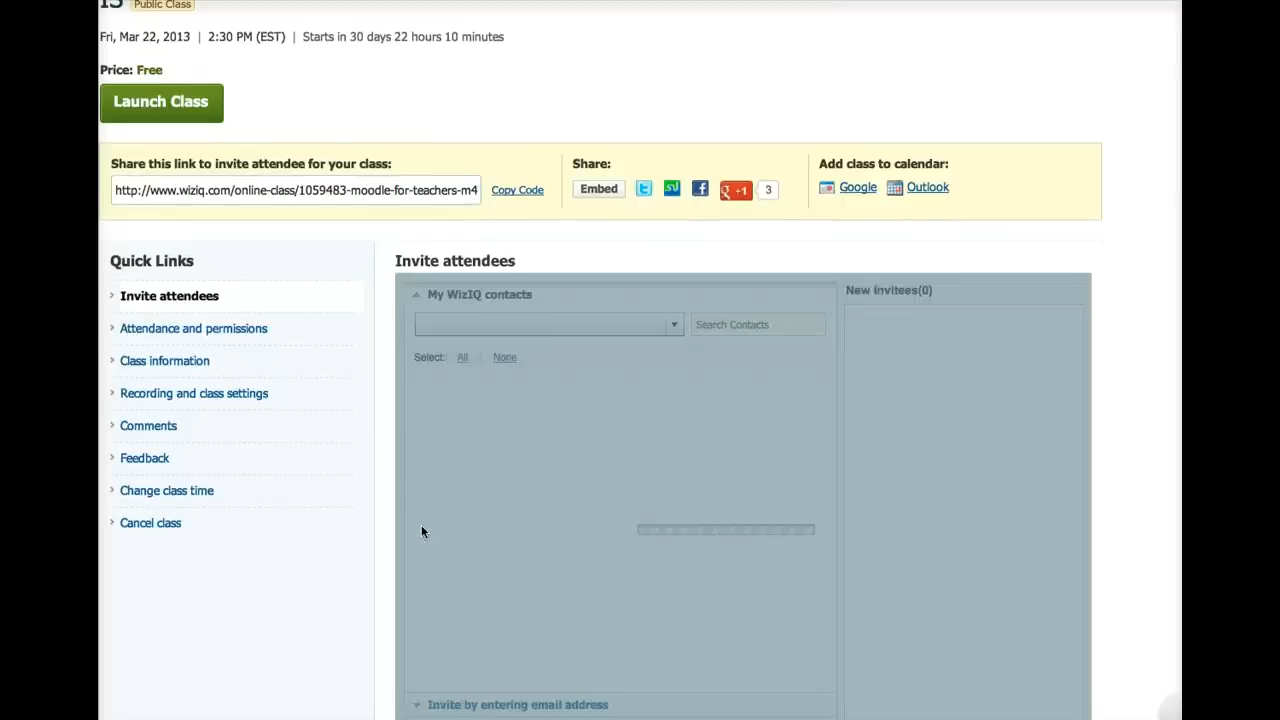 IS Public Class
Fri, Mar 22, 2013 | 2:30 PM (EST) | Starts in 30 days 22 hours 10 minutes
Price: Free
Launch Class
Share this link to invite attendee for your class:
http://www.wiziq.com/online-class/1059483-moodle-for-teachers-m4 Copy Code
Share:
Embed +1 3
Add class to calendar:
Google Outlook
Quick Links
Invite attendees
Attendance and permissions
Class information
Recording and class settings
Comments
Feedback
Change class time
Cancel class
Invite attendees
My WizIQ contacts
Search Contacts
Select: All | None
Invite by entering email address
New Invitees(0)